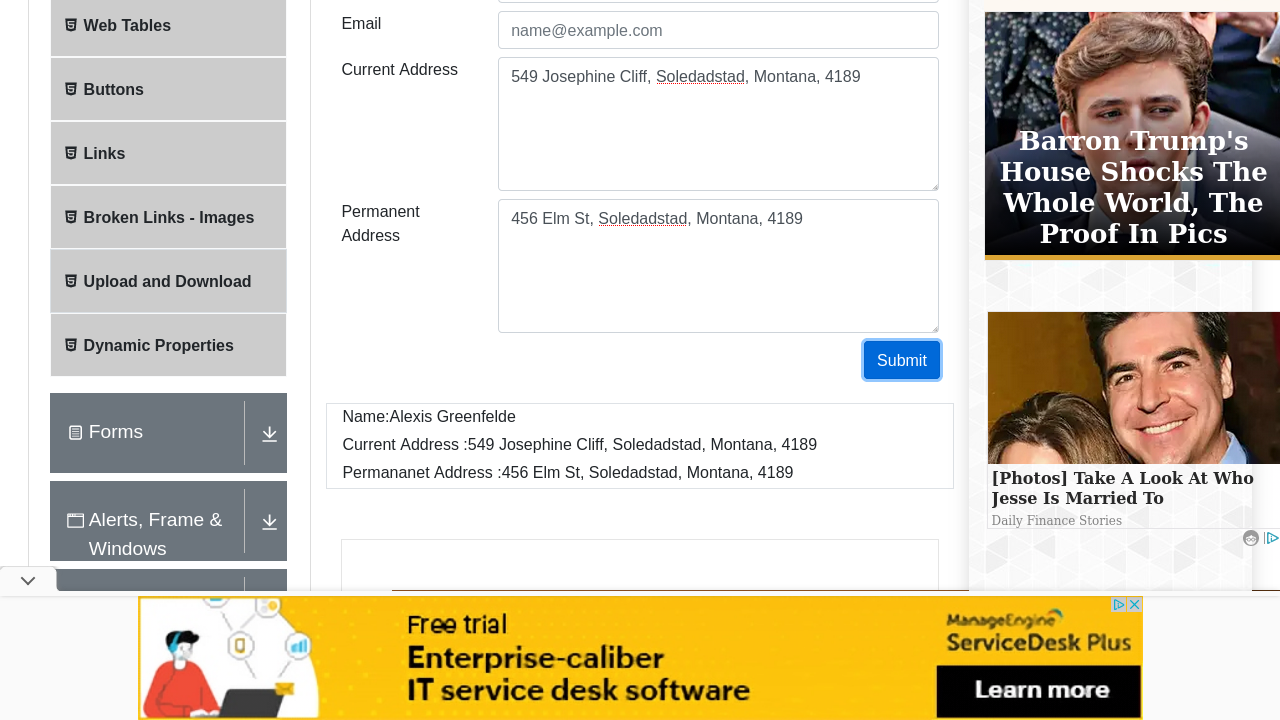 Web Tables
Buttons
Links
Broken Links - Images
Upload and Download
Dynamic Properties
Forms
Alerts, Frame &
Windows
Email
name@example.com
Current Address
549 Josephine Cliff, Soledadstad, Montana, 4189
Permanent
Address
456 Elm St, Soledadstad, Montana, 4189
Submit
Name:Alexis Greenfelde
Current Address :549 Josephine Cliff, Soledadstad, Montana, 4189
Permananet Address :456 Elm St, Soledadstad, Montana, 4189
Barron Trump's
House Shocks The
Whole World, The
Proof In Pics
[Photos] Take A Look At Who
Jesse Is Married To
Daily Finance Stories
Free trial
Enterprise-caliber
IT service desk software
ManageEngine
ServiceDesk Plus
Learn more